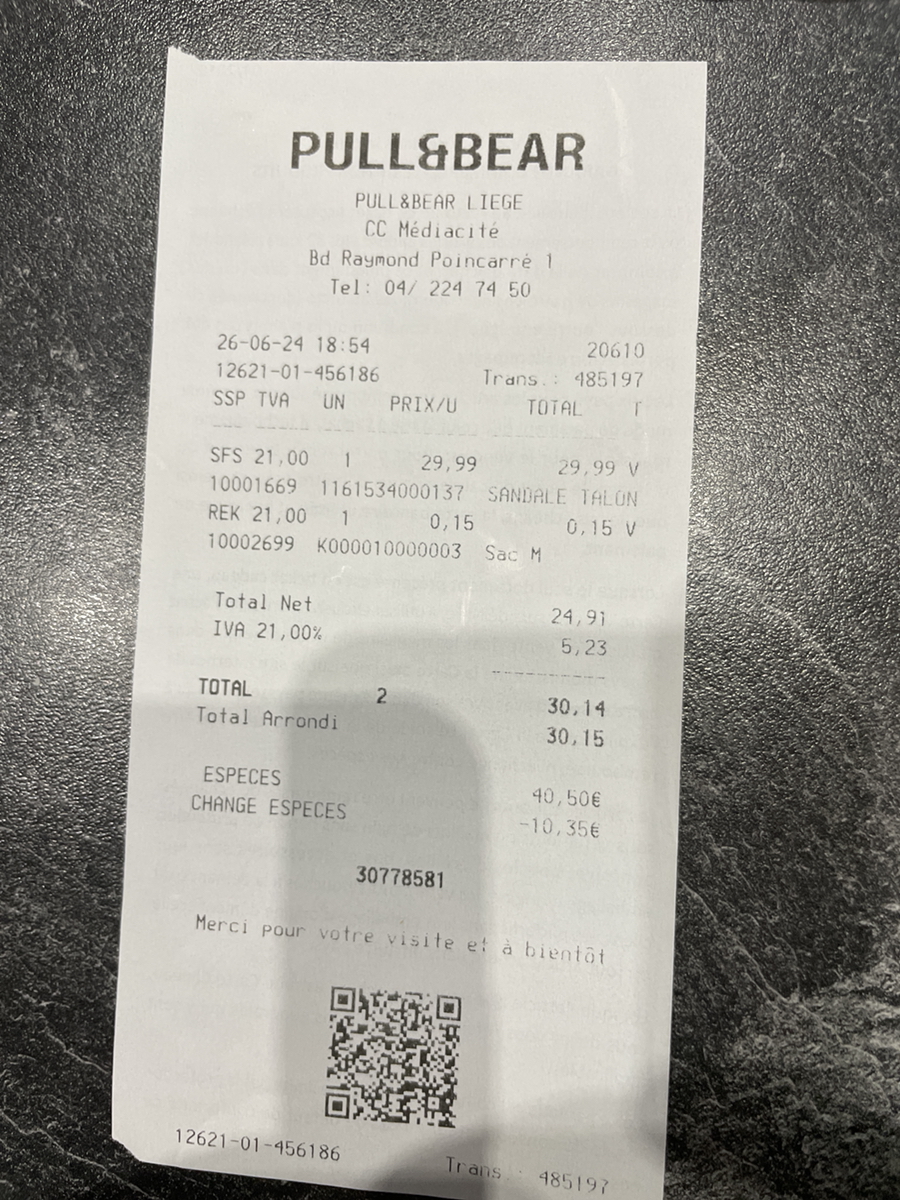 PULL&BEAR
PULL&BEAR LIEGE
CC Médiacité
Bd Raymond Poincarrè 1
Tel: 04/ 224 74 50
26-06-24 18:54 20610
12621-01-456186 Trans.: 485197
SSP TVA UN PRIX/U TOTAL T
SFS 21,00 1 29,99 29,99 V
10001669 1161534000137 SANDALE TALON
REK 21,00 1 0,15 0,15 V
10002699 K000010000003 Sac M
Total Net 24,91
IVA 21,00% 5,23
----------
TOTAL 2 30,14
Total Arrondi 30,15
ESPECES 40,50€
CHANGE ESPECES -10,35€
30778581
Merci pour votre visite et à bientôt
12621-01-456186 Trans.: 485197